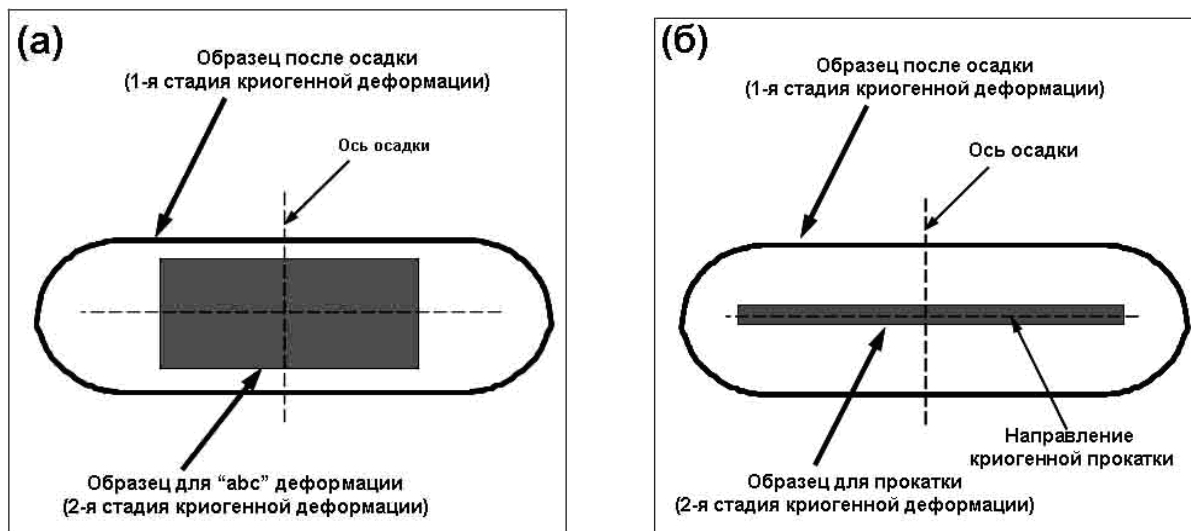 (а)
Образец после осадки
(1-я стадия криогенной деформации)
Ось осадки
Образец для “abc” деформации
(2-я стадия криогенной деформации)
(б)
Образец после осадки
(1-я стадия криогенной деформации)
Ось осадки
Направление
криогенной прокатки
Образец для прокатки
(2-я стадия криогенной деформации)